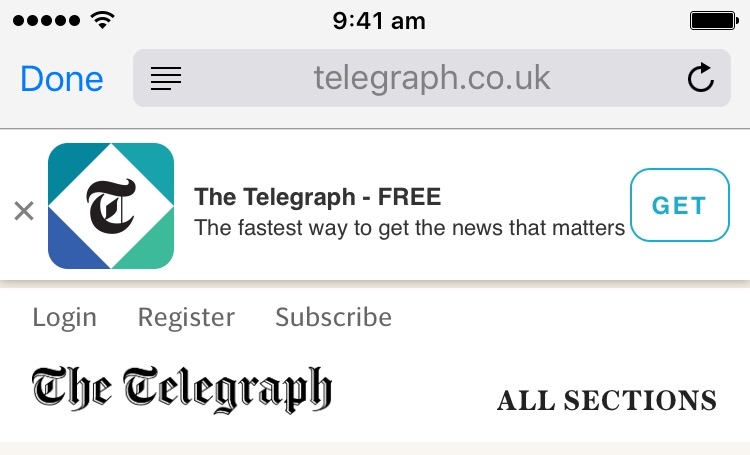 9:41 am
Done telegraph.co.uk
The Telegraph - FREE
The fastest way to get the news that matters
GET
Login Register Subscribe
The Telegraph
ALL SECTIONS